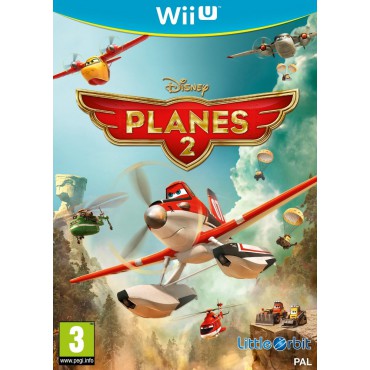 Wii U
Disney
PLANES
2
3
www.pegi.info
Little Orbit
PAL